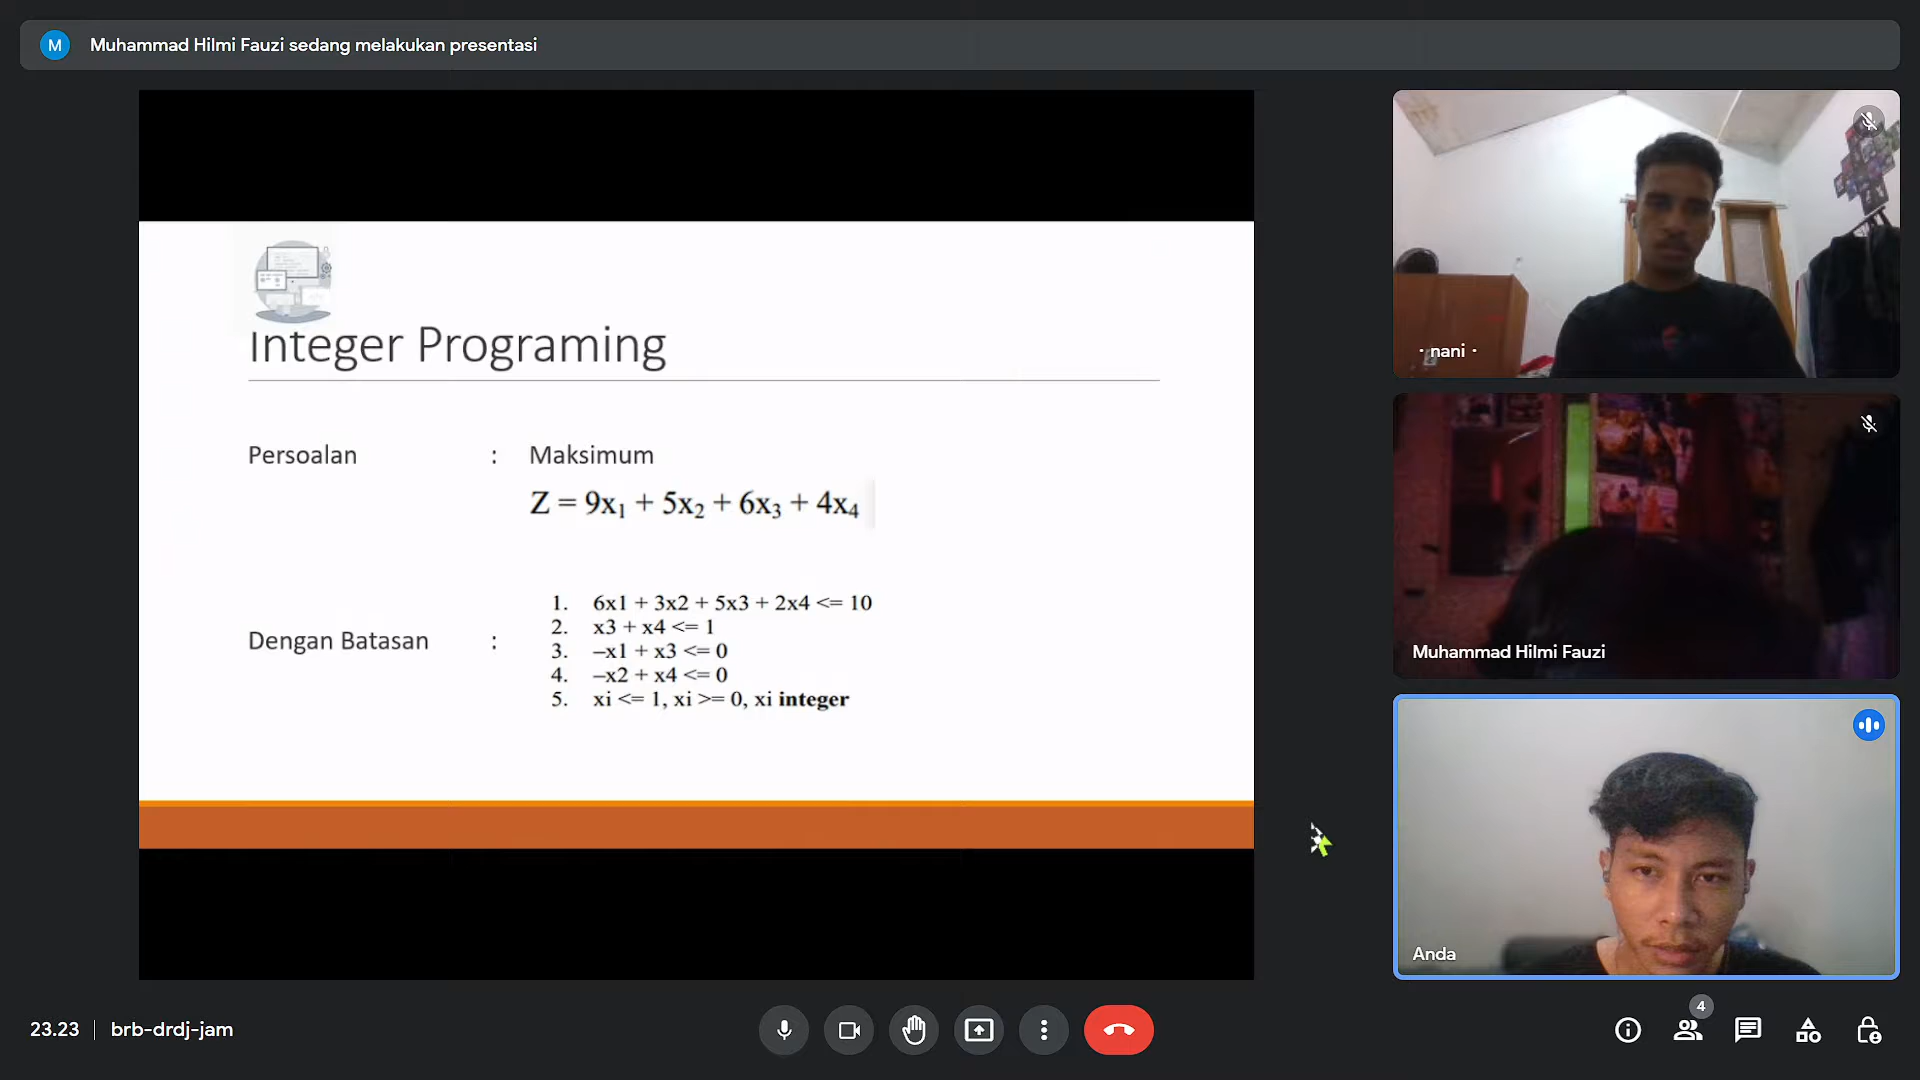 M Muhammad Hilmi Fauzi sedang melakukan presentasi
Integer Programing
Persoalan : Maksimum
Z = 9x₁ + 5x₂ + 6x₃ + 4x₄
Dengan Batasan :
1. 6x1 + 3x2 + 5x3 + 2x4 <= 10
2. x3 + x4 <= 1
3. –x1 + x3 <= 0
4. –x2 + x4 <= 0
5. xi <= 1, xi >= 0, xi integer
· nani ·
Muhammad Hilmi Fauzi
Anda
23.23 | brb-drdj-jam
4